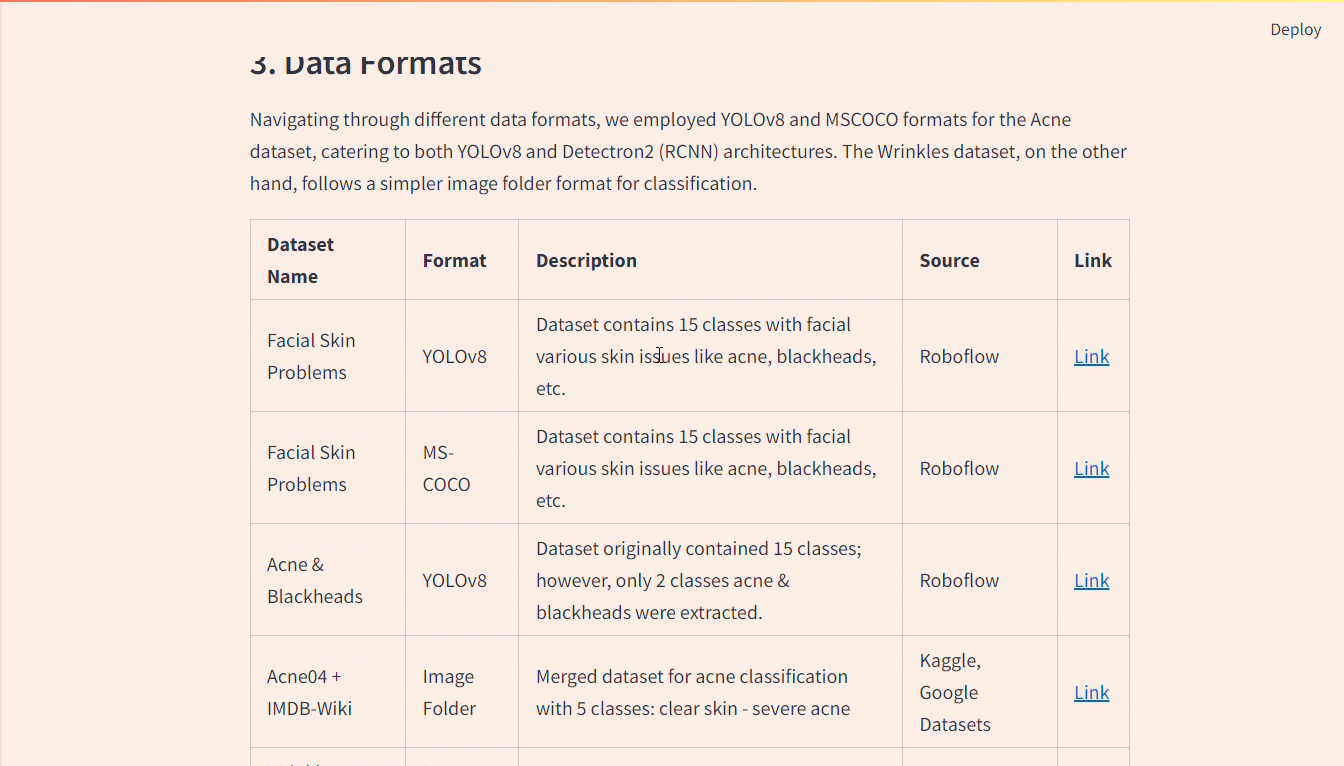 Deploy
3. Data Formats
Navigating through different data formats, we employed YOLOv8 and MSCOCO formats for the Acne
dataset, catering to both YOLOv8 and Detectron2 (RCNN) architectures. The Wrinkles dataset, on the other
hand, follows a simpler image folder format for classification.
Dataset
Name
Format
Description
Source
Link
Facial Skin
Problems
YOLOv8
Dataset contains 15 classes with facial
various skin issues like acne, blackheads,
etc.
Roboflow
Link
Facial Skin
Problems
MS-
COCO
Dataset contains 15 classes with facial
various skin issues like acne, blackheads,
etc.
Roboflow
Link
Acne &
Blackheads
YOLOv8
Dataset originally contained 15 classes;
however, only 2 classes acne &
blackheads were extracted.
Roboflow
Link
Acne04 +
IMDB-Wiki
Image
Folder
Merged dataset for acne classification
with 5 classes: clear skin - severe acne
Kaggle,
Google
Datasets
Link